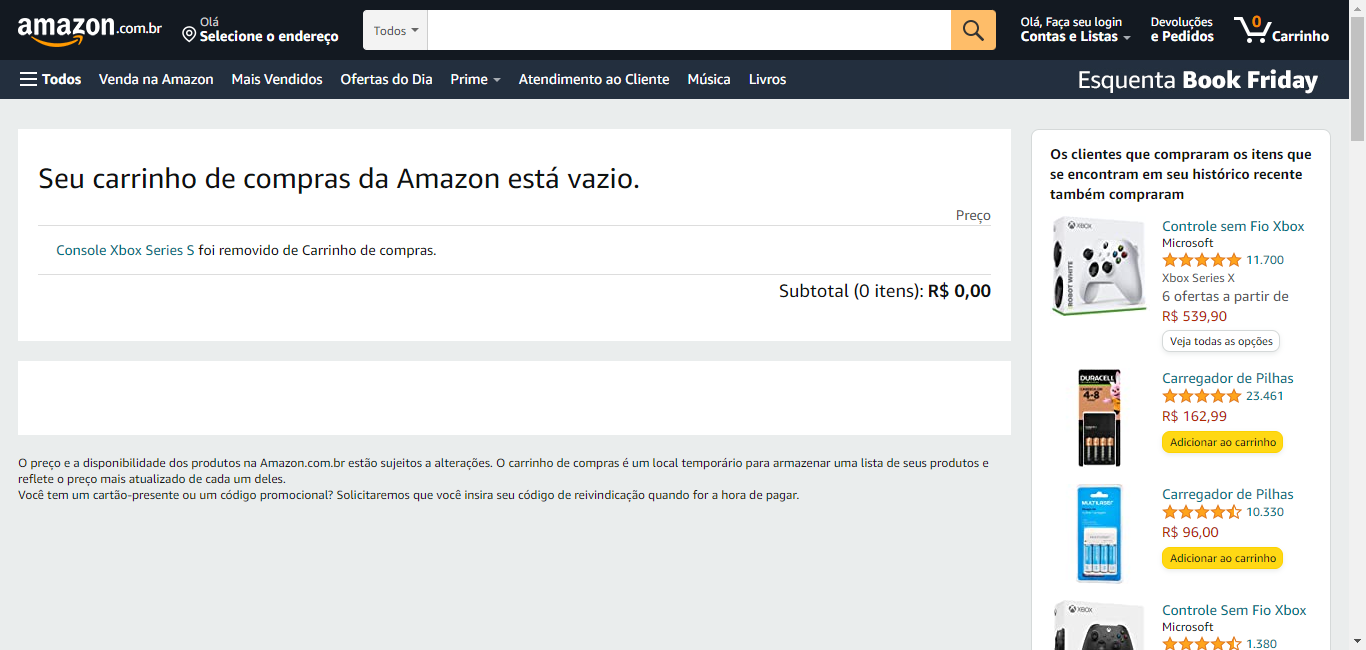 amazon.com.br
Olá
Selecione o endereço
Todos
Olá, Faça seu login
Contas e Listas
Devoluções
e Pedidos
0
Carrinho
Todos
Venda na Amazon
Mais Vendidos
Ofertas do Dia
Prime
Atendimento ao Cliente
Música
Livros
Esquenta Book Friday
Seu carrinho de compras da Amazon está vazio.
Preço
Console Xbox Series S foi removido de Carrinho de compras.
Subtotal (0 itens): R$ 0,00
O preço e a disponibilidade dos produtos na Amazon.com.br estão sujeitos a alterações. O carrinho de compras é um local temporário para armazenar uma lista de seus produtos e
reflete o preço mais atualizado de cada um deles.
Você tem um cartão-presente ou um código promocional? Solicitaremos que você insira seu código de reivindicação quando for a hora de pagar.
Os clientes que compraram os itens que
se encontram em seu histórico recente
também compraram
XBOX
ROBOT WHITE
Controle sem Fio Xbox
Microsoft
11.700
Xbox Series X
6 ofertas a partir de
R$ 539,90
Veja todas as opções
DURACELL
4-8
Carregador de Pilhas
23.461
R$ 162,99
Adicionar ao carrinho
MULTILASER
Carregador de Pilhas
10.330
R$ 96,00
Adicionar ao carrinho
XBOX
Controle Sem Fio Xbox
Microsoft
1.380